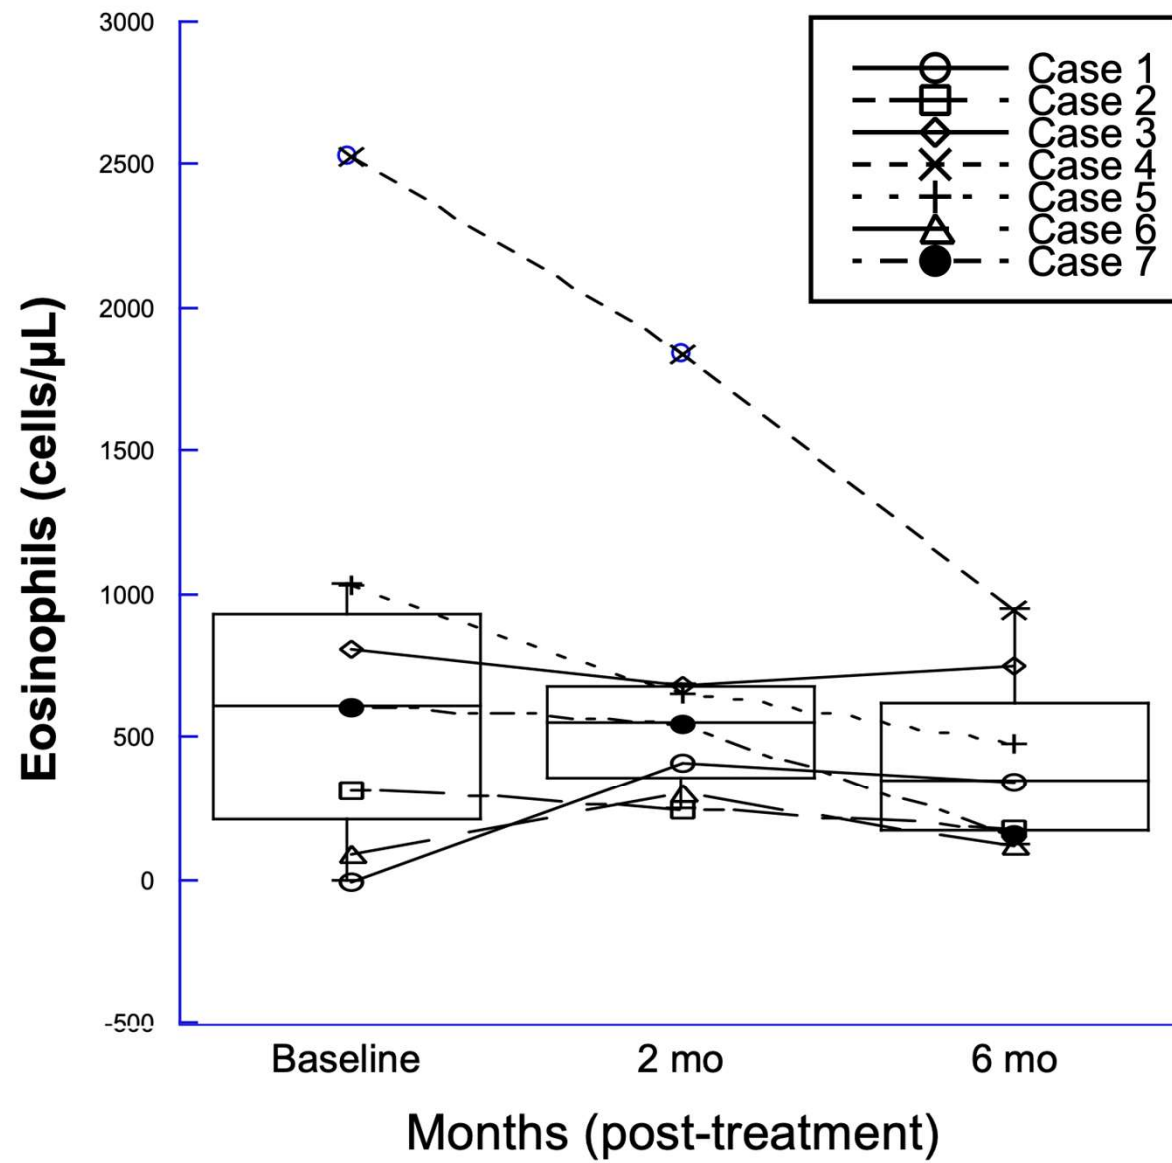 3000
2500
2000
1500
1000
500
0
-500
Eosinophils (cells/µL)
Case 1
Case 2
Case 3
Case 4
Case 5
Case 6
Case 7
Baseline
2 mo
6 mo
Months (post-treatment)